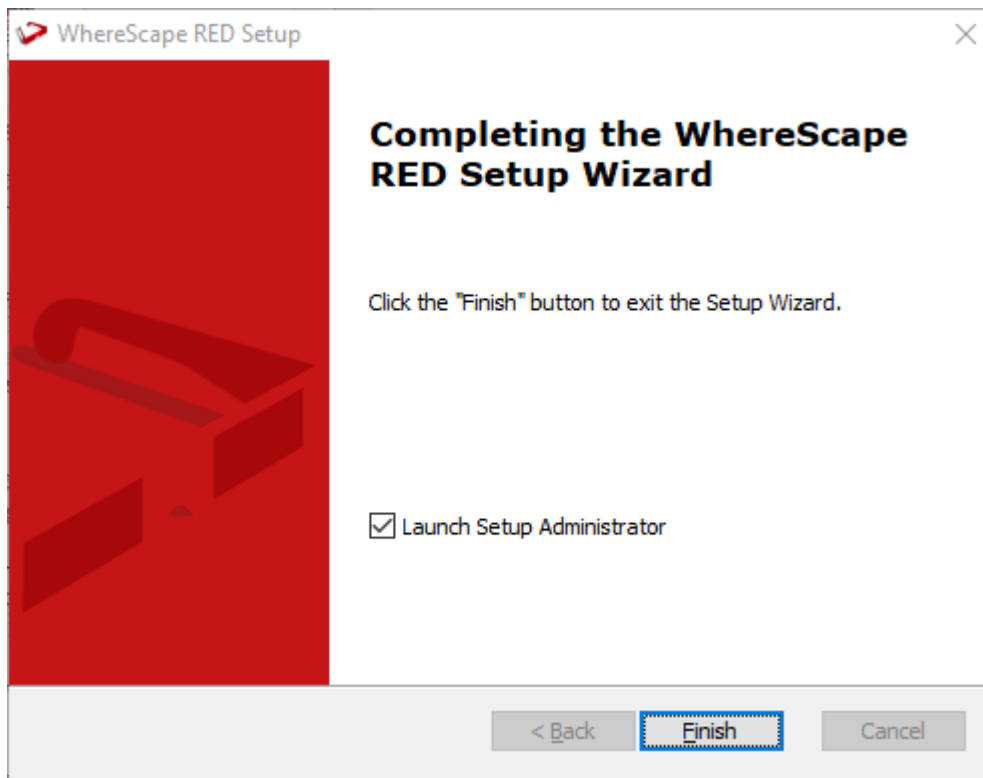 WhereScape RED Setup
Completing the WhereScape
RED Setup Wizard
Click the "Finish" button to exit the Setup Wizard.
Launch Setup Administrator
< Back
Finish
Cancel